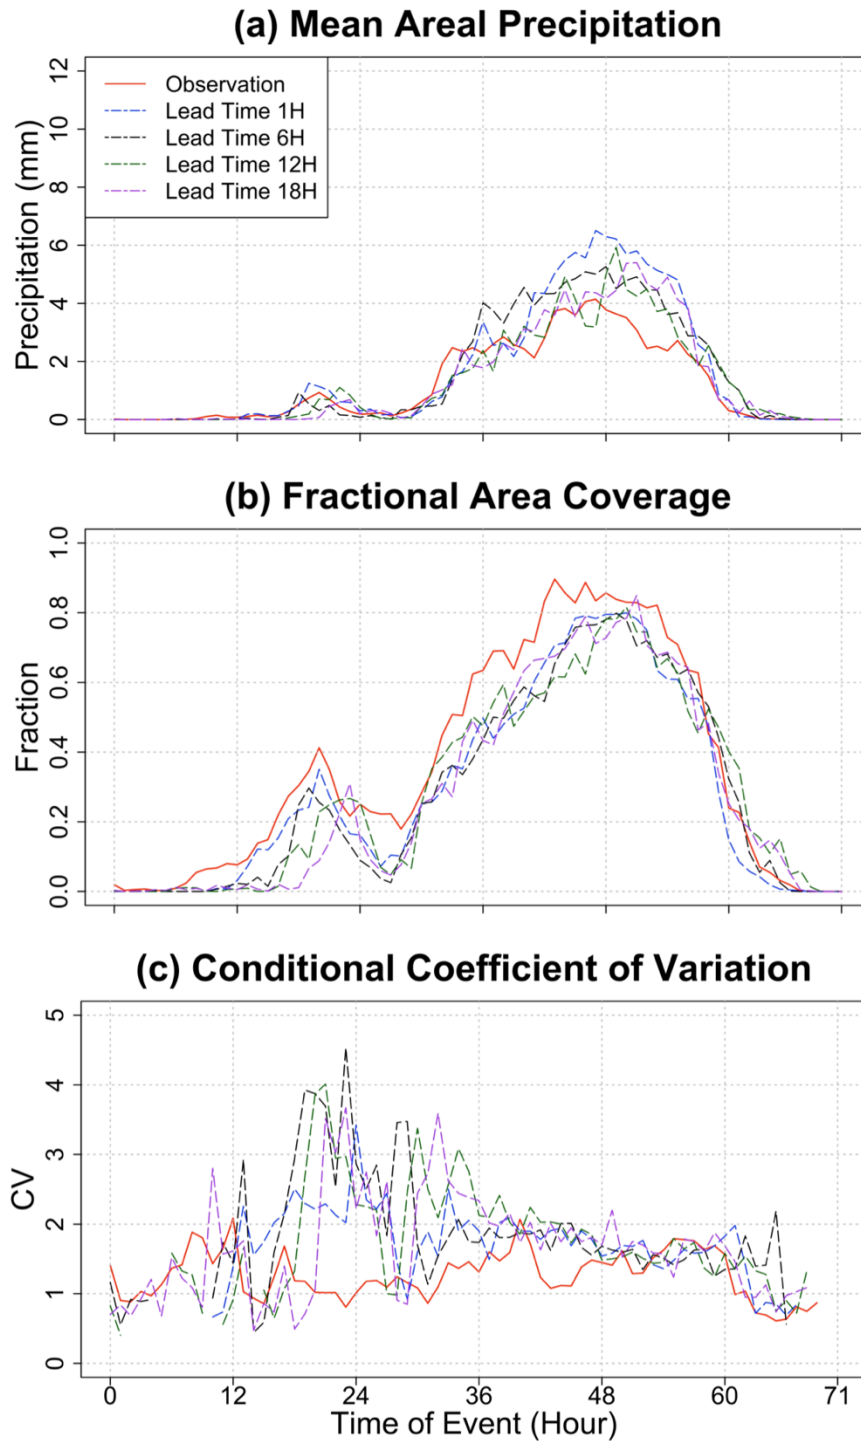 (a) Mean Areal Precipitation
Precipitation (mm)
12
10
8
6
4
2
0
Observation
Lead Time 1H
Lead Time 6H
Lead Time 12H
Lead Time 18H
(b) Fractional Area Coverage
Fraction
1.0
0.8
0.6
0.4
0.2
0.0
(c) Conditional Coefficient of Variation
CV
5
4
3
2
1
0
0 12 24 36 48 60 71
Time of Event (Hour)